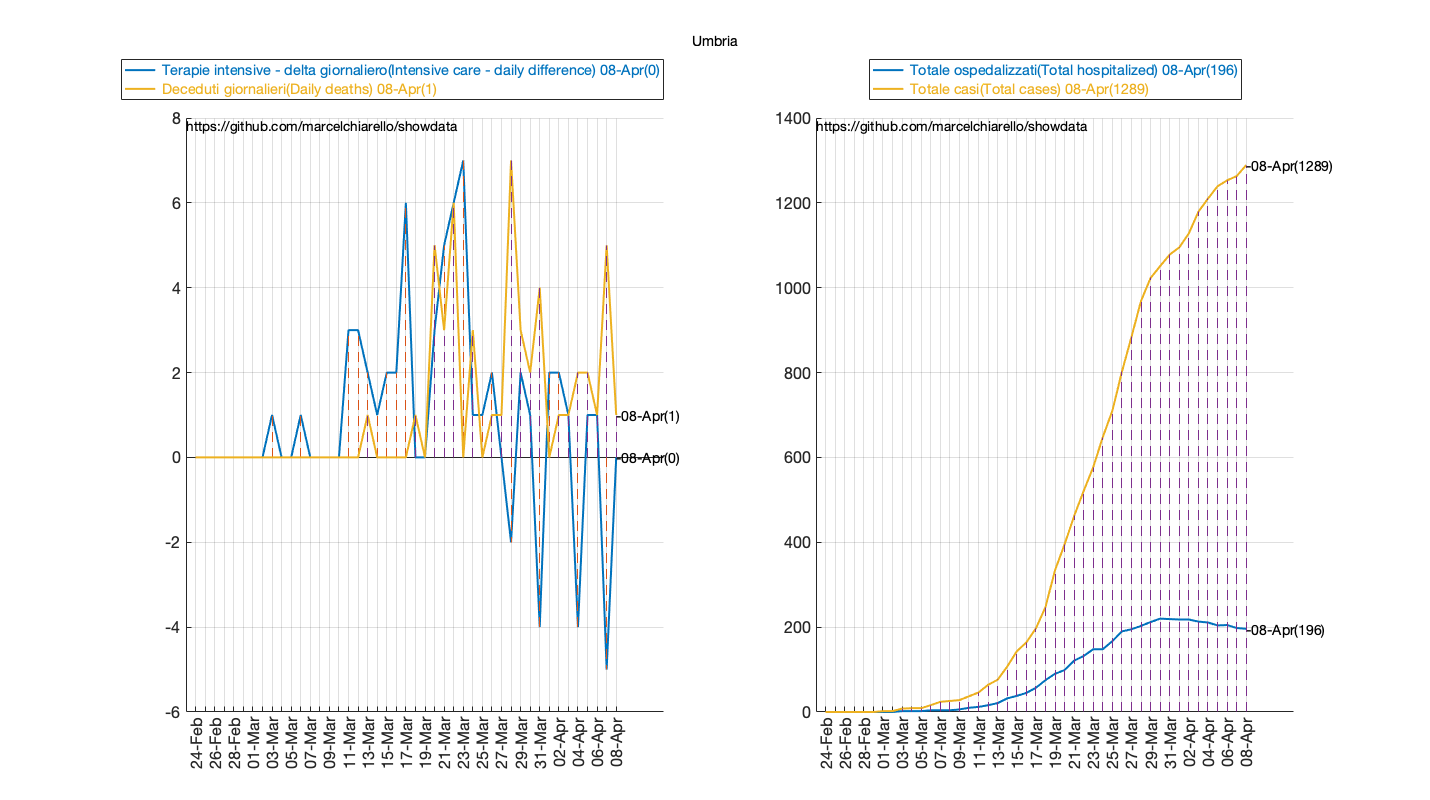 Umbria
Terapie intensive - delta giornaliero(Intensive care - daily difference) 08-Apr(0)
Deceduti giornalieri(Daily deaths) 08-Apr(1)
https://github.com/marcelchiarello/showdata
8
6
4
2
0
-2
-4
-6
08-Apr(1)
08-Apr(0)
24-Feb
26-Feb
28-Feb
01-Mar
03-Mar
05-Mar
07-Mar
09-Mar
11-Mar
13-Mar
15-Mar
17-Mar
19-Mar
21-Mar
23-Mar
25-Mar
27-Mar
29-Mar
31-Mar
02-Apr
04-Apr
06-Apr
08-Apr
Totale ospedalizzati(Total hospitalized) 08-Apr(196)
Totale casi(Total cases) 08-Apr(1289)
https://github.com/marcelchiarello/showdata
1400
1200
1000
800
600
400
200
0
08-Apr(1289)
08-Apr(196)
24-Feb
26-Feb
28-Feb
01-Mar
03-Mar
05-Mar
07-Mar
09-Mar
11-Mar
13-Mar
15-Mar
17-Mar
19-Mar
21-Mar
23-Mar
25-Mar
27-Mar
29-Mar
31-Mar
02-Apr
04-Apr
06-Apr
08-Apr